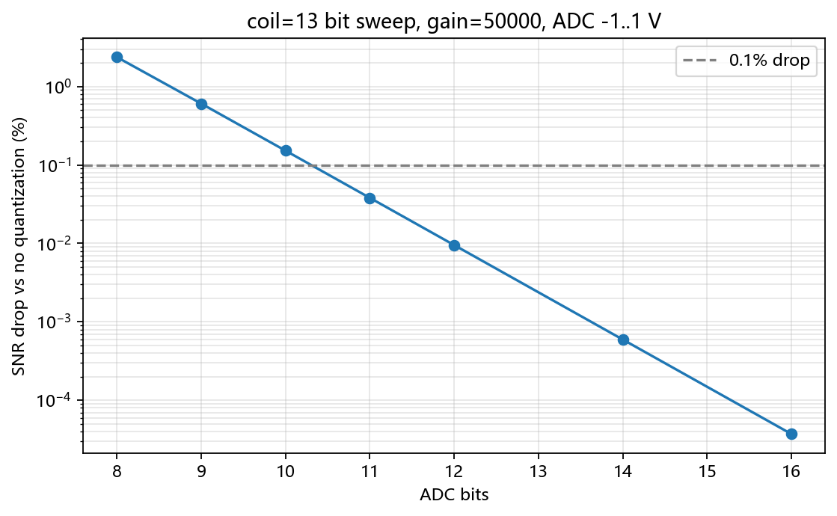 coil=13 bit sweep, gain=50000, ADC -1..1 V
0.1% drop
SNR drop vs no quantization (%)
10⁰
10⁻¹
10⁻²
10⁻³
10⁻⁴
8 9 10 11 12 13 14 15 16
ADC bits